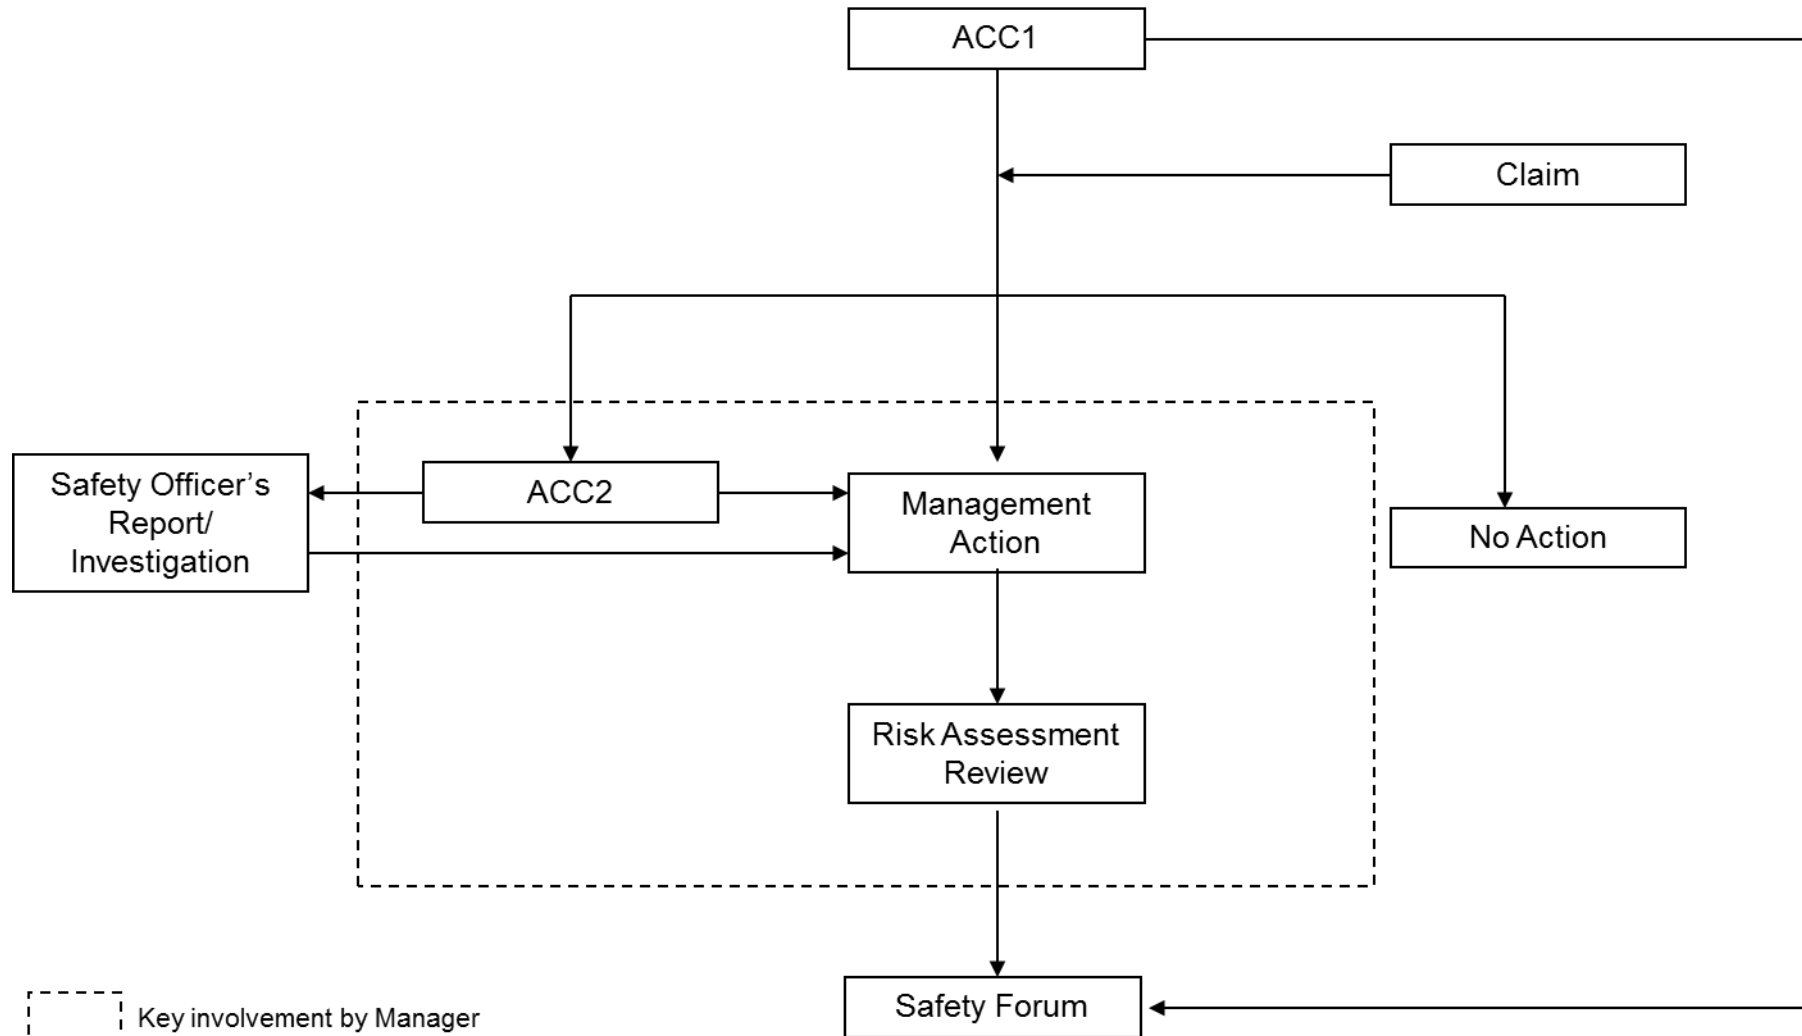 ACC1
Claim
Safety Officer’s
Report/
Investigation
ACC2
Management
Action
No Action
Risk Assessment
Review
Safety Forum
Key involvement by Manager